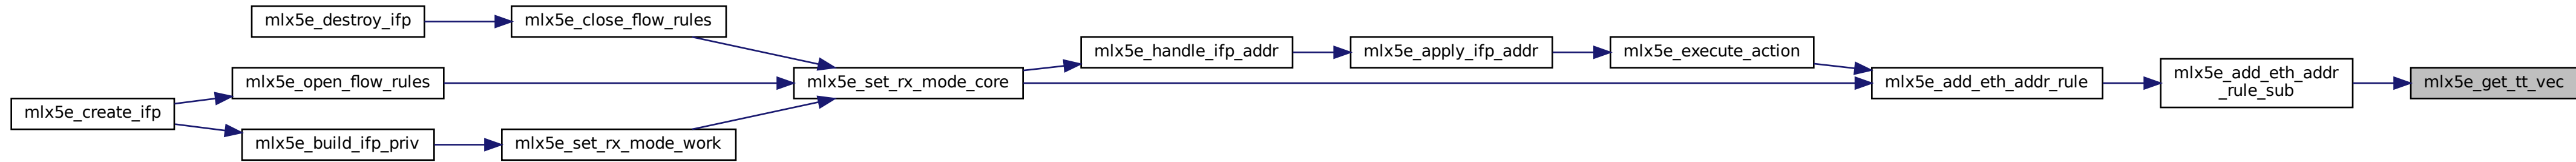 mlx5e_destroy_ifp
mlx5e_close_flow_rules
mlx5e_handle_ifp_addr
mlx5e_apply_ifp_addr
mlx5e_execute_action
mlx5e_open_flow_rules
mlx5e_set_rx_mode_core
mlx5e_add_eth_addr_rule
mlx5e_add_eth_addr
_rule_sub
mlx5e_get_tt_vec
mlx5e_create_ifp
mlx5e_build_ifp_priv
mlx5e_set_rx_mode_work